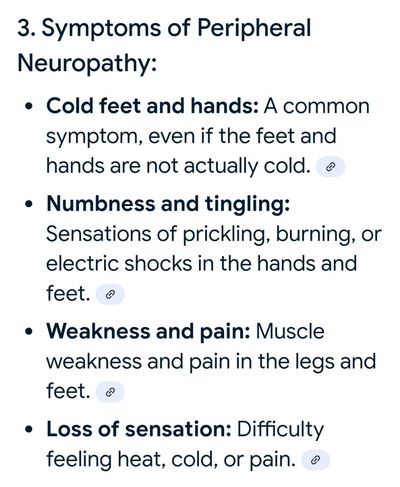 3. Symptoms of Peripheral
Neuropathy:
• Cold feet and hands: A common
symptom, even if the feet and
hands are not actually cold.
• Numbness and tingling:
Sensations of prickling, burning, or
electric shocks in the hands and
feet.
• Weakness and pain: Muscle
weakness and pain in the legs and
feet.
• Loss of sensation: Difficulty
feeling heat, cold, or pain.